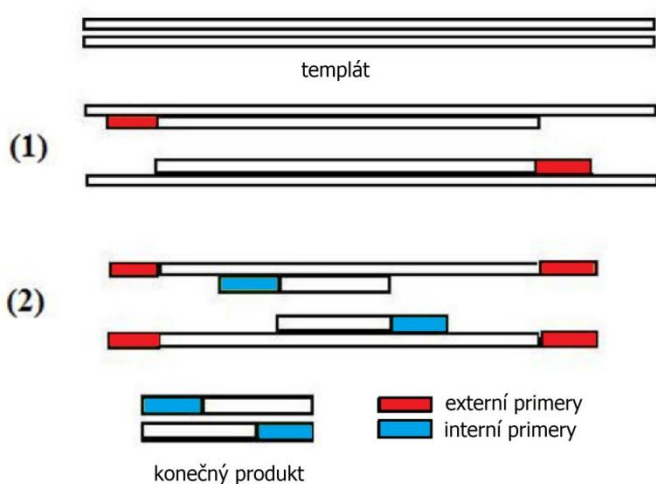 templát
(1)
(2)
externí primery
interní primery
konečný produkt